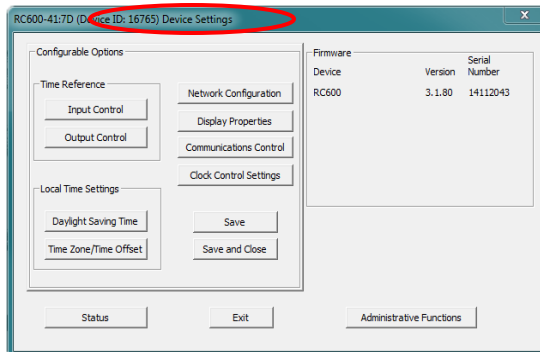 RC600-41:7D (Device ID: 16765) Device Settings
X
Configurable Options
Time Reference
Input Control
Output Control
Network Configuration
Display Properties
Communications Control
Clock Control Settings
Local Time Settings
Daylight Saving Time
Time Zone/Time Offset
Save
Save and Close
Firmware
Device Version Serial Number
RC600 3.1.80 14112043
Status
Exit
Administrative Functions